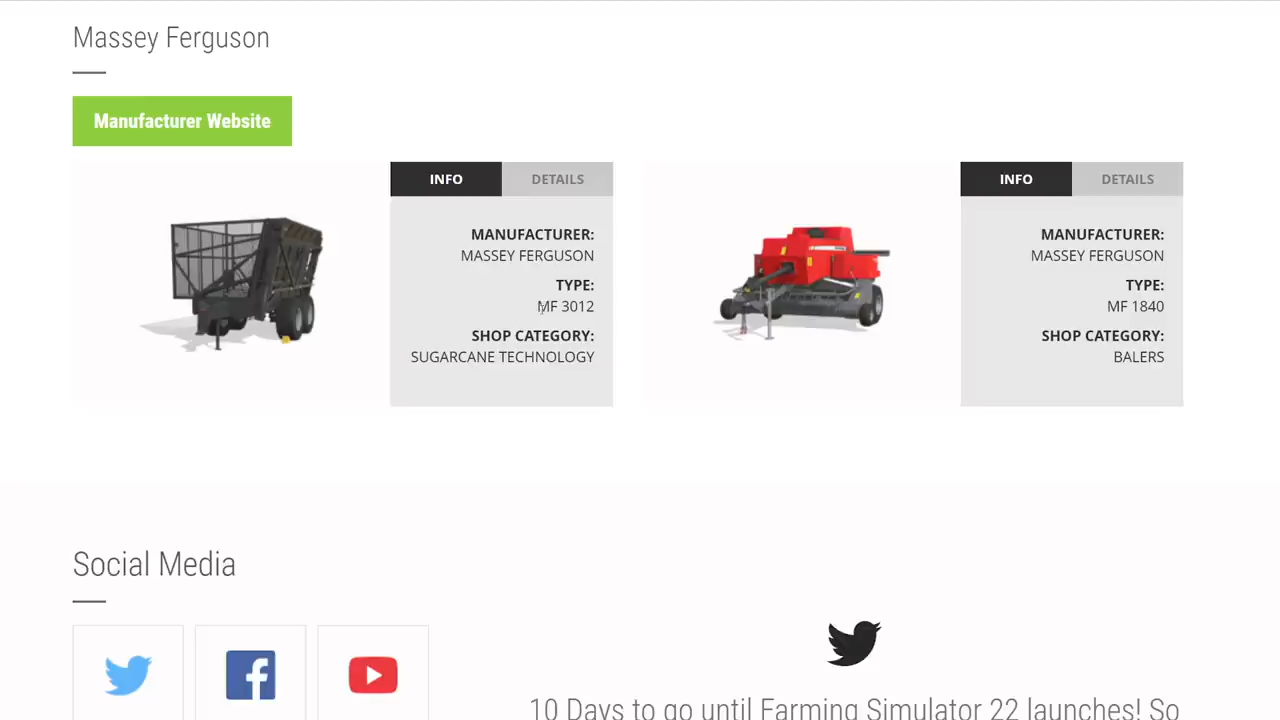 Massey Ferguson
Manufacturer Website
INFO
DETAILS
MANUFACTURER:
MASSEY FERGUSON
TYPE:
MF 3012
SHOP CATEGORY:
SUGARCANE TECHNOLOGY
INFO
DETAILS
MANUFACTURER:
MASSEY FERGUSON
TYPE:
MF 1840
SHOP CATEGORY:
BALERS
Social Media
10 Days to go until Farming Simulator 22 launches! So